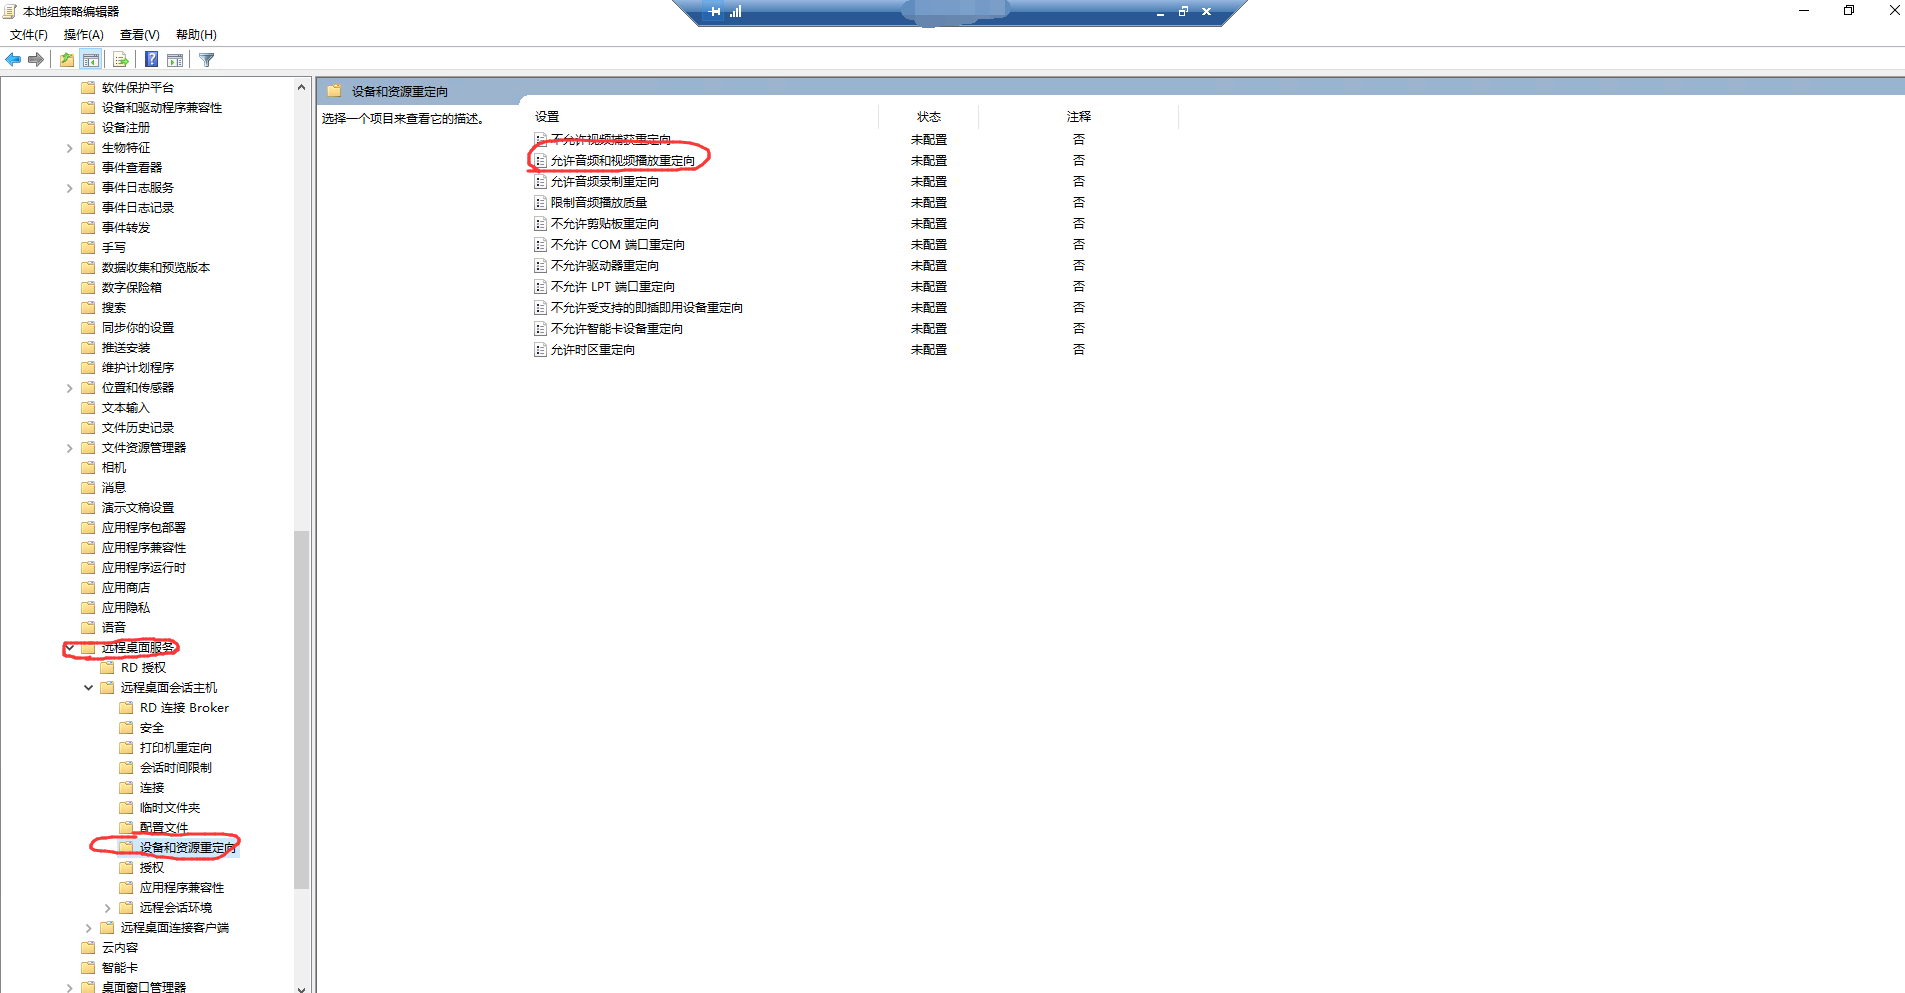 本地组策略编辑器
文件(F) 操作(A) 查看(V) 帮助(H)
软件保护平台
设备和驱动程序兼容性
设备注册
生物特征
事件查看器
事件日志服务
事件日志记录
事件转发
手写
数据收集和预览版本
数字保险箱
搜索
同步你的设置
推送安装
维护计划程序
位置和传感器
文本输入
文件历史记录
文件资源管理器
相机
消息
演示文稿设置
应用程序包部署
应用程序兼容性
应用程序运行时
应用商店
应用隐私
语音
远程桌面服务
RD 授权
远程桌面会话主机
RD 连接 Broker
安全
打印机重定向
会话时间限制
连接
临时文件夹
配置文件
设备和资源重定向
授权
应用程序兼容性
远程会话环境
远程桌面连接客户端
云内容
智能卡
桌面窗口管理器
设备和资源重定向
选择一个项目来查看它的描述。
设置 状态 注释
不允许视频捕获重定向 未配置 否
允许音频和视频播放重定向 未配置 否
允许音频录制重定向 未配置 否
限制音频播放质量 未配置 否
不允许剪贴板重定向 未配置 否
不允许 COM 端口重定向 未配置 否
不允许驱动器重定向 未配置 否
不允许 LPT 端口重定向 未配置 否
不允许受支持的即插即用设备重定向 未配置 否
不允许智能卡设备重定向 未配置 否
允许时区重定向 未配置 否